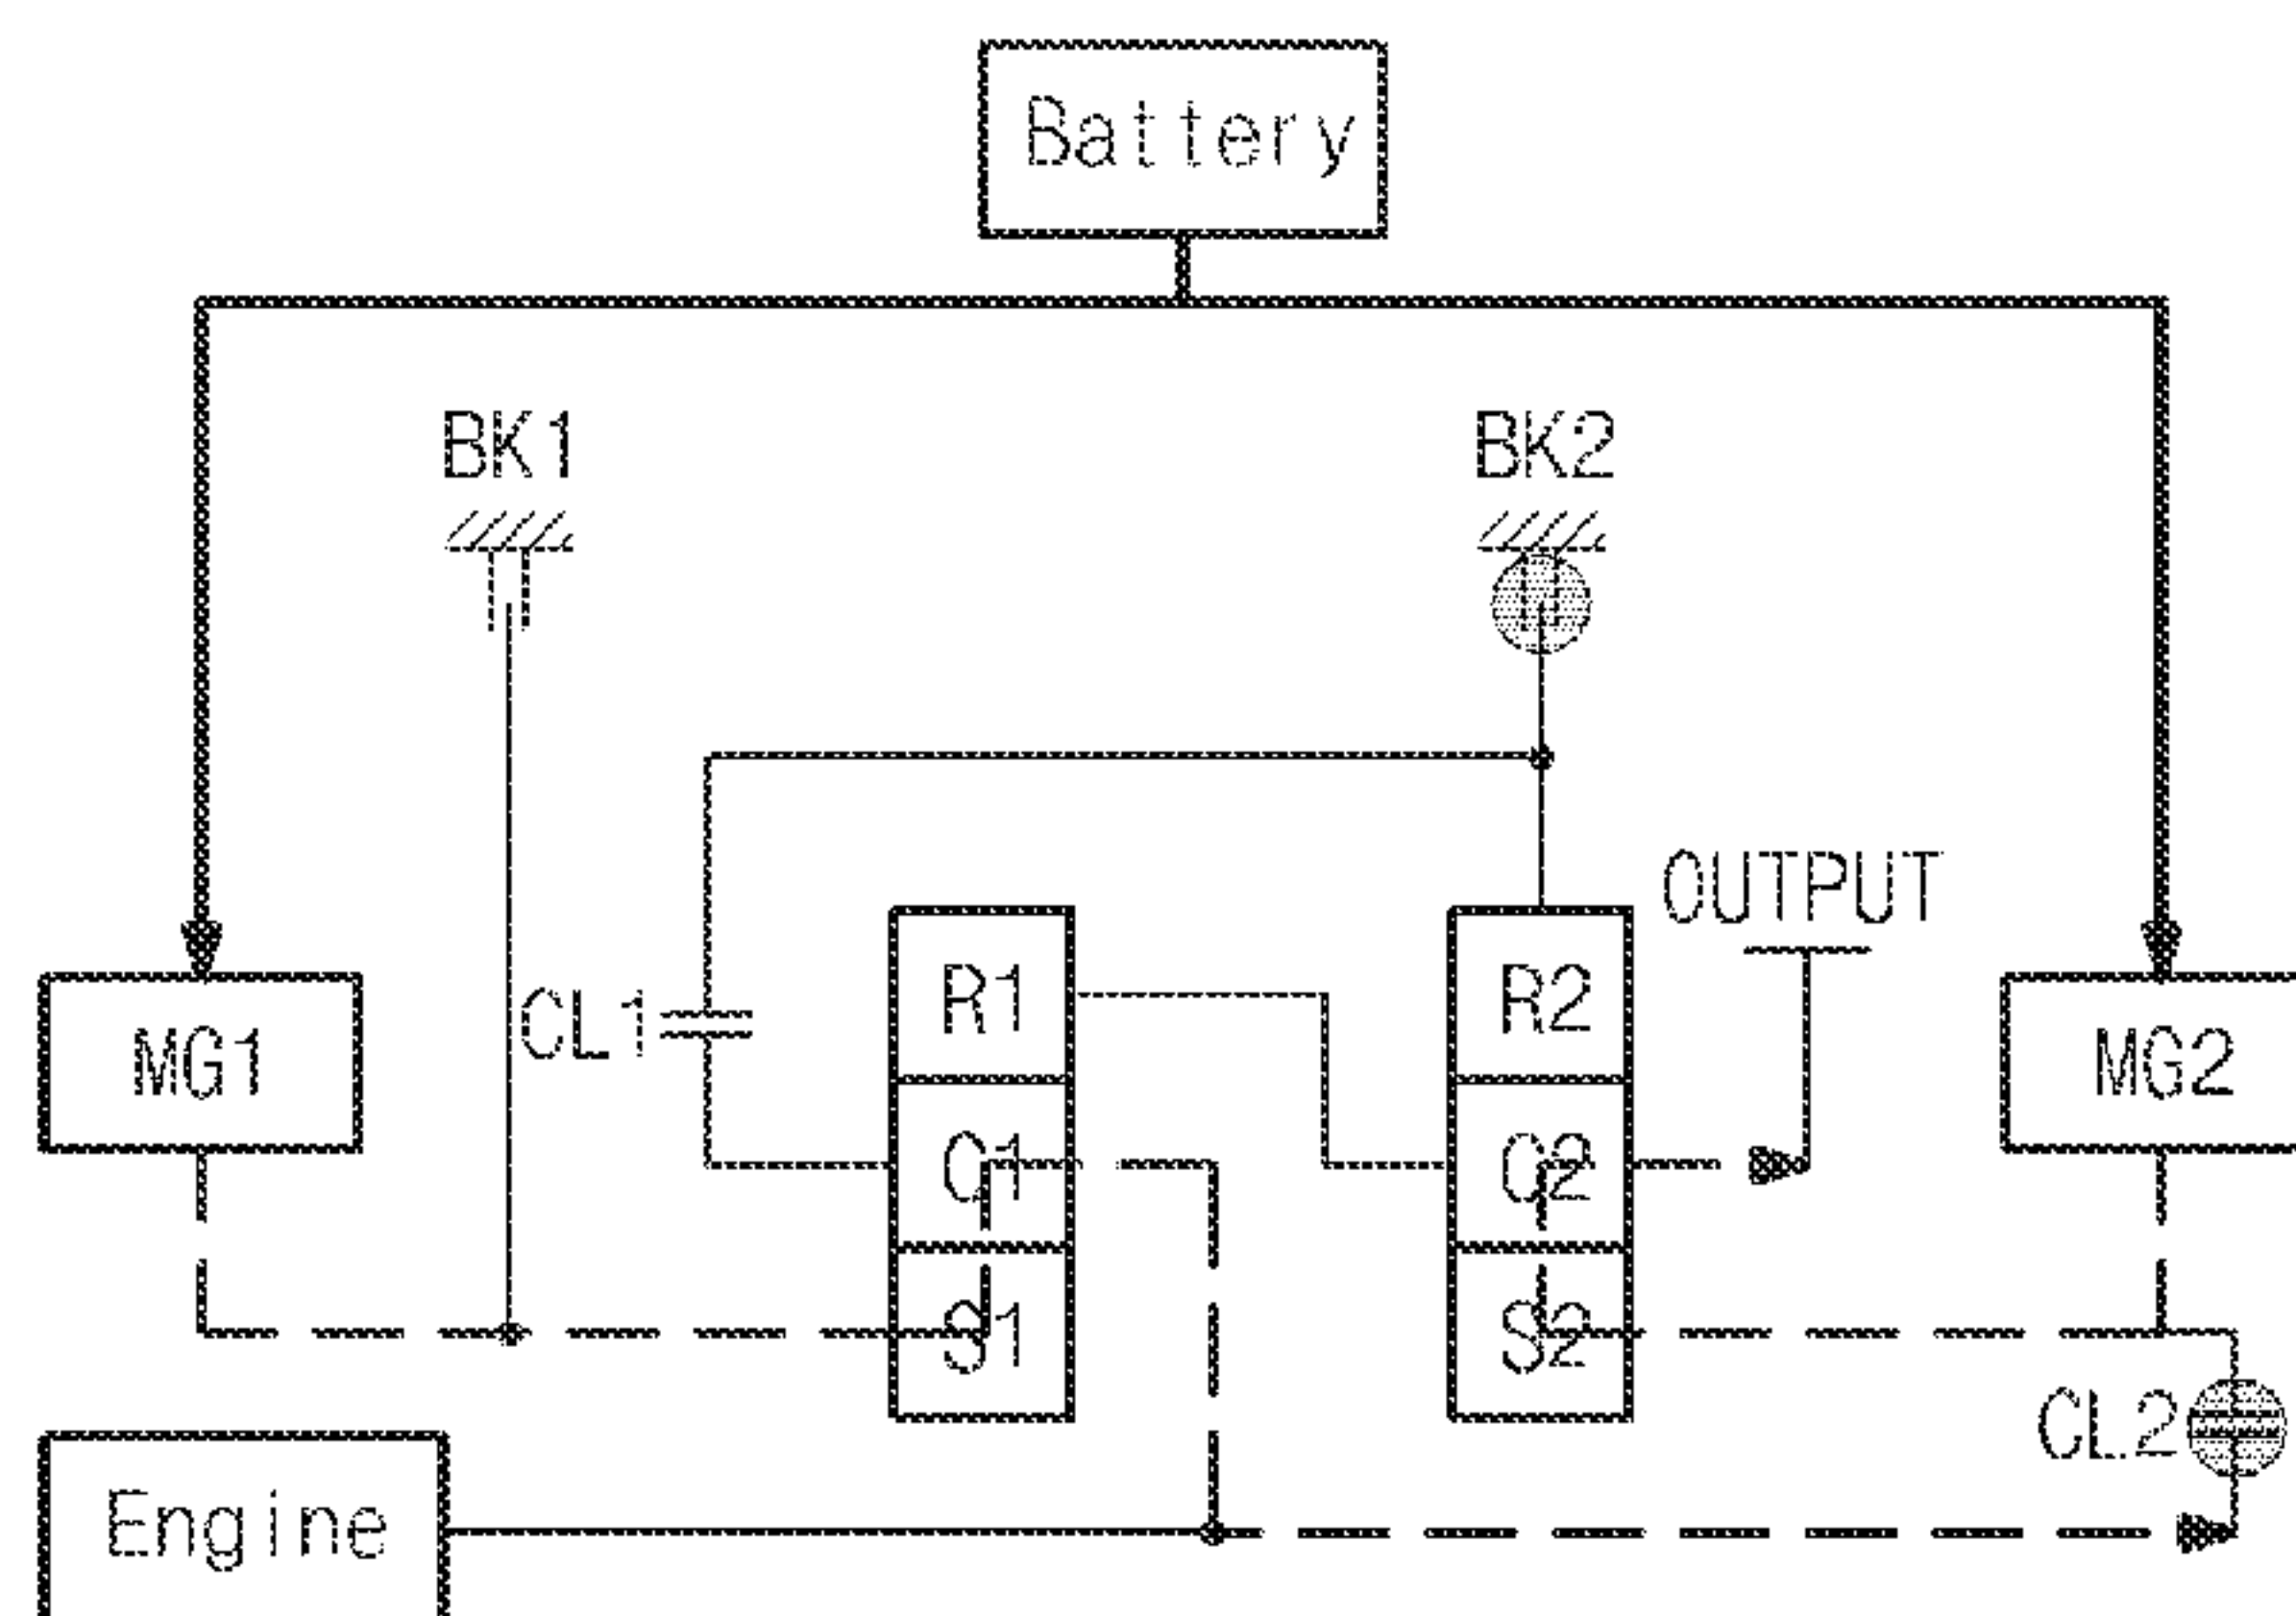 Battery
BK1
BK2
OUTPUT
MG1
CL1
R1
R2
MG2
C1
C2
S1
S2
CL2
Engine